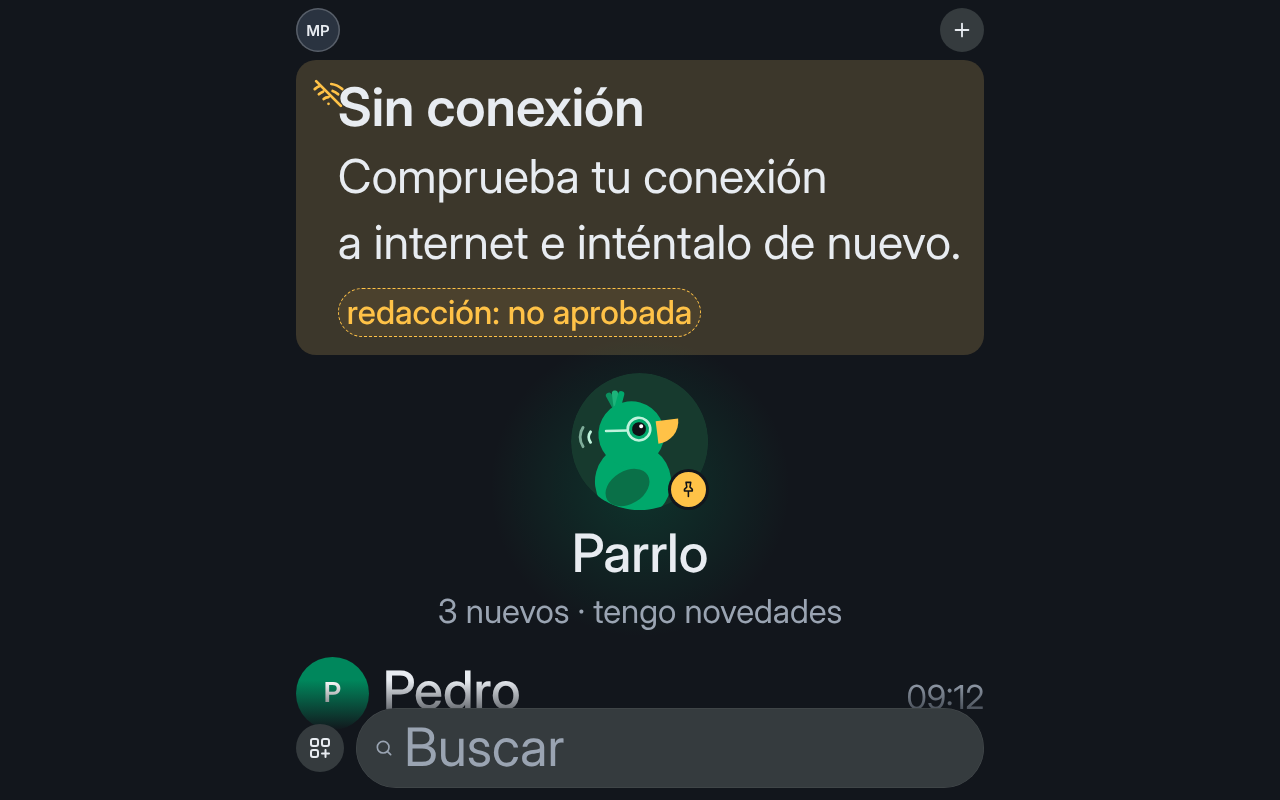 MP
Sin conexión
Comprueba tu conexión
a internet e inténtalo de nuevo.
redacción: no aprobada
Parrlo
3 nuevos · tengo novedades
P
Pedro
09:12
Buscar